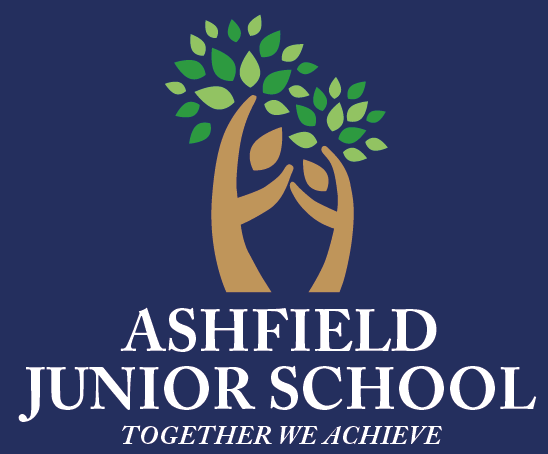 ASHFIELD
JUNIOR SCHOOL
TOGETHER WE ACHIEVE